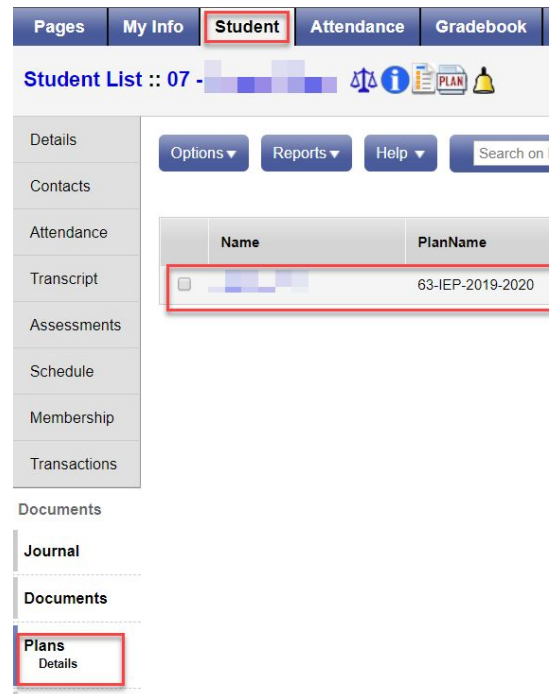 Pages My Info Student Attendance Gradebook
Student List :: 07 -
PLAN
Details
Options Reports Help Search on
Contacts
Attendance
Name PlanName
Transcript
63-IEP-2019-2020
Assessments
Schedule
Membership
Transactions
Documents
Journal
Documents
Plans
Details